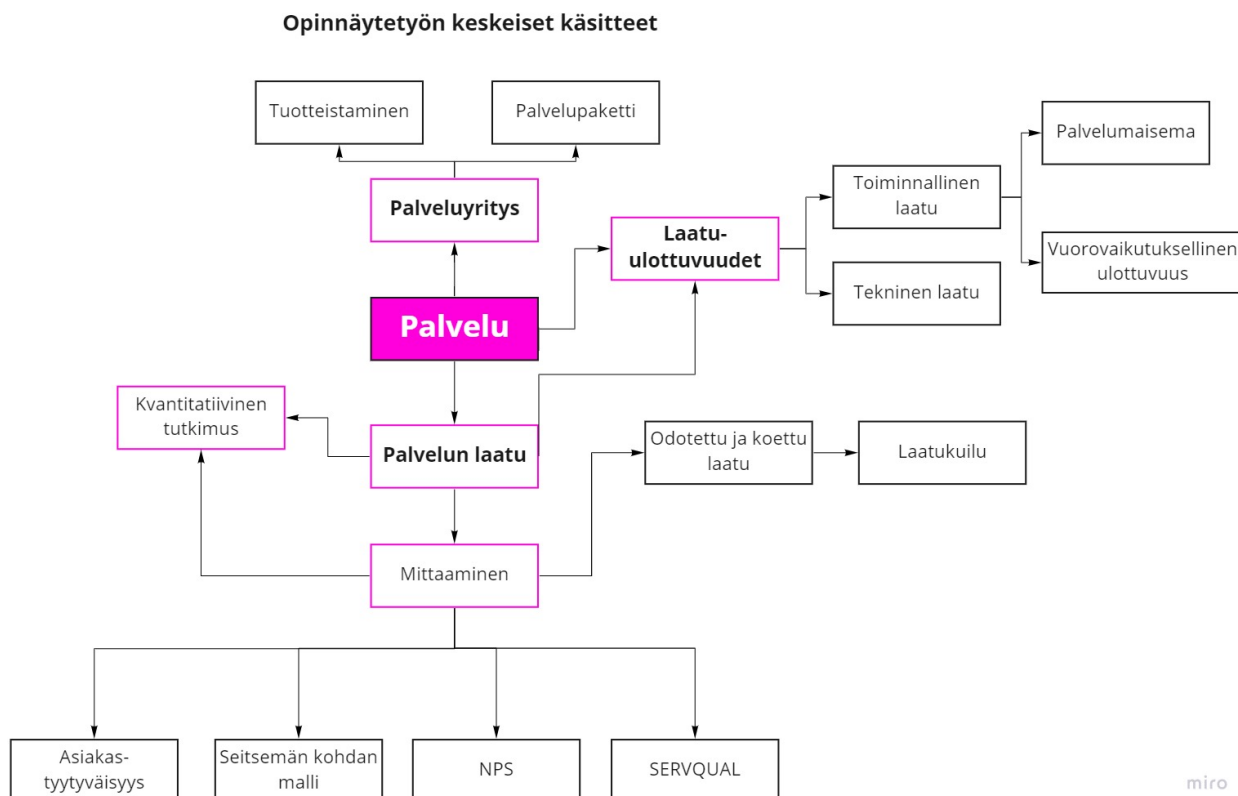 Opinnäytetyön keskeiset käsitteet
Tuotteistaminen
Palvelupaketti
Palvelumaisema
Toiminnallinen
laatu
Palveluyritys
Laatu-
ulottuvuudet
Vuorovaikutuksellinen
ulottuvuus
Tekninen laatu
Palvelu
Kvantitatiivinen
tutkimus
Palvelun laatu
Odotettu ja koettu
laatu
Laatukuilu
Mittaaminen
Asiakas-
tyytyväisyys
Seitsemän kohdan
malli
NPS
SERVQUAL
miro